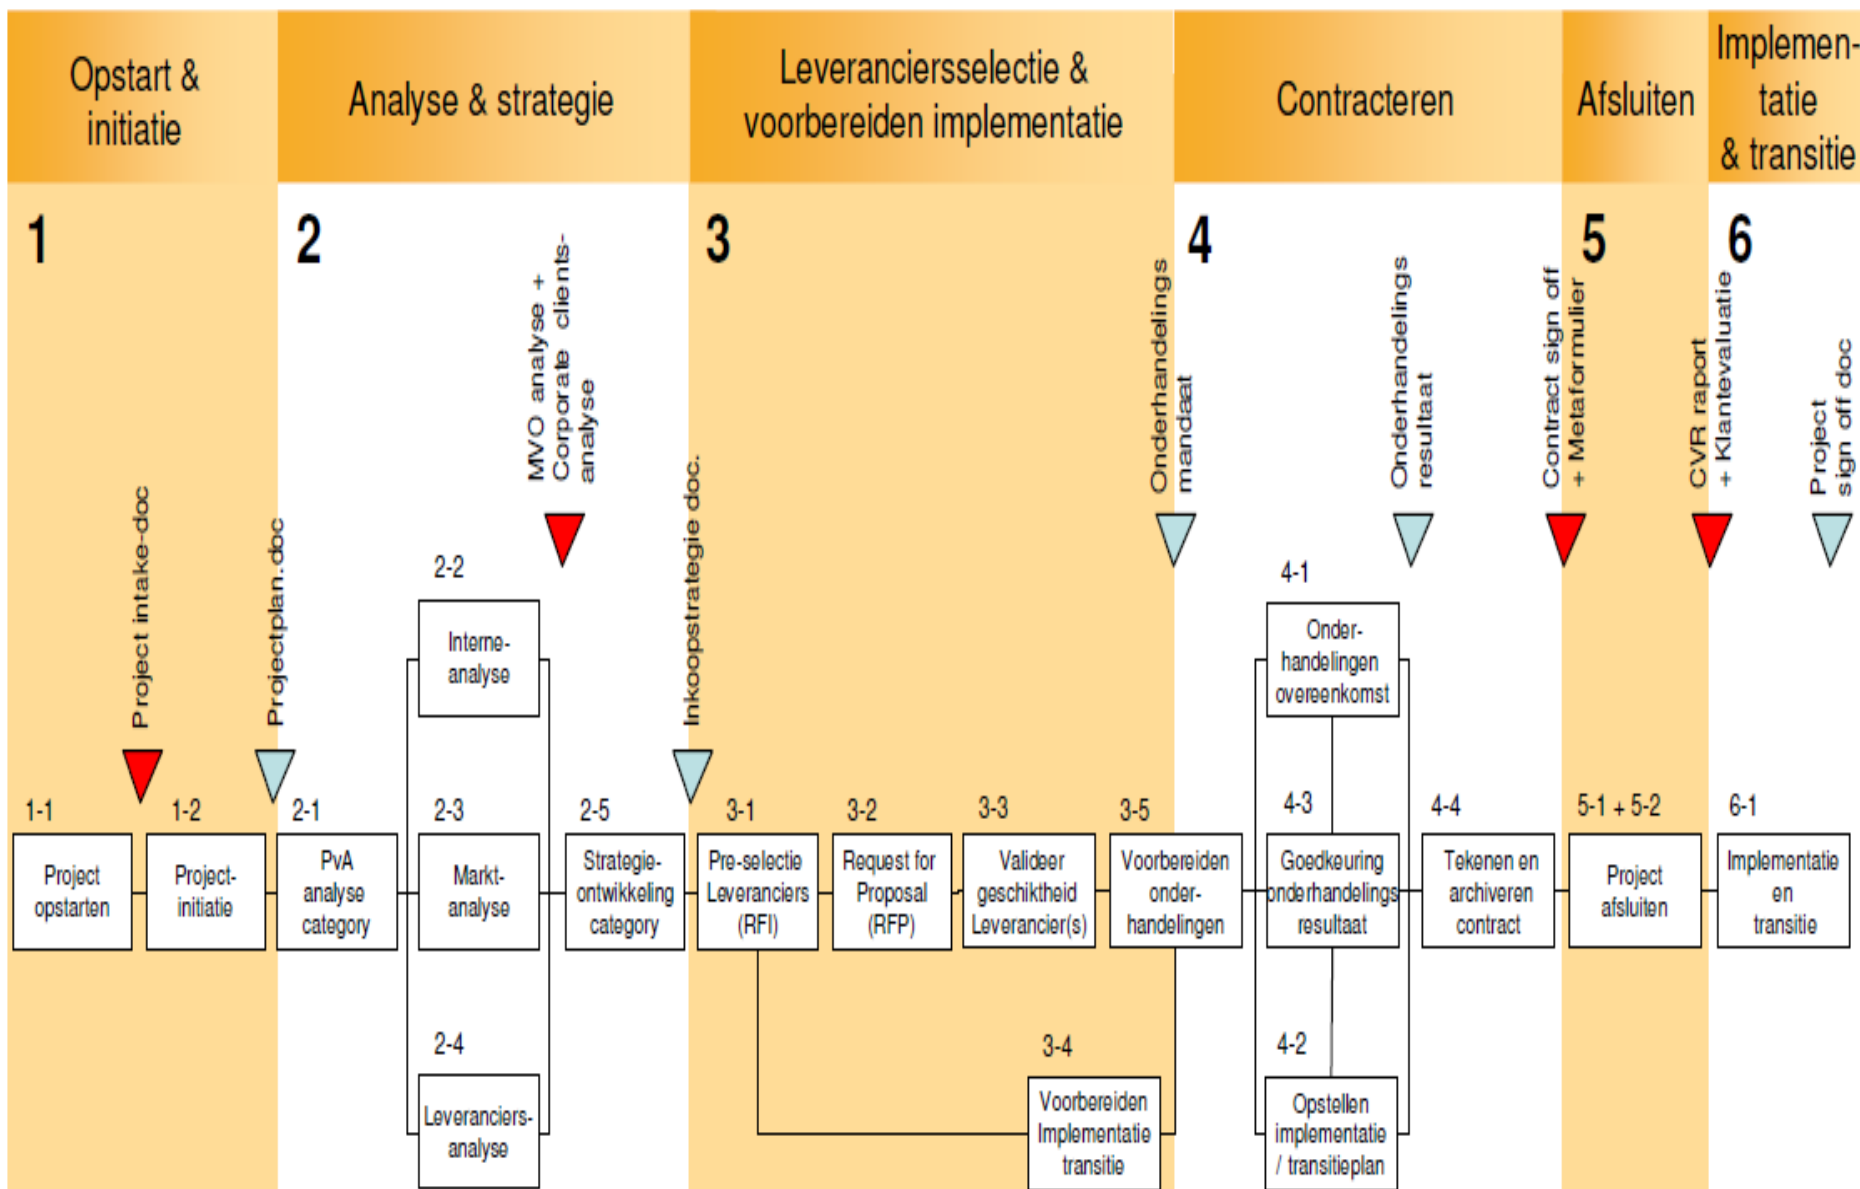 Opstart &
initiatie
Analyse & strategie
Leveranciersselectie &
voorbereiden implementatie
Contracteren
Afsluiten
Implemen-
tatie
& transitie
1
2
3
4
5
6
Project intake-doc
Projectplan.doc
MVO analyse +
Corporate clients-
analyse
Inkoopstrategie doc.
Onderhandelings
mandaat
Onderhandelings
resultaat
Contract sign off
+ Metaformulier
CVR raport
+ Klantevaluatie
Project
sign off doc
1-1
Project
opstarten
1-2
Project-
initiatie
2-1
PvA
analyse
category
2-2
Interne-
analyse
2-3
Markt-
analyse
2-4
Leveranciers-
analyse
2-5
Strategie-
ontwikkeling
category
3-1
Pre-selectie
Leveranciers
(RFI)
3-2
Request for
Proposal
(RFP)
3-3
Valideer
geschiktheid
Leverancier(s)
3-4
Voorbereiden
Implementatie
transitie
3-5
Voorbereiden
onder-
handelingen
4-1
Onder-
handelingen
overeenkomst
4-2
Opstellen
implementatie
/ transitieplan
4-3
Goedkeuring
onderhandelings
resultaat
4-4
Tekenen en
archiveren
contract
5-1 + 5-2
Project
afsluiten
6-1
Implementatie
en
transitie